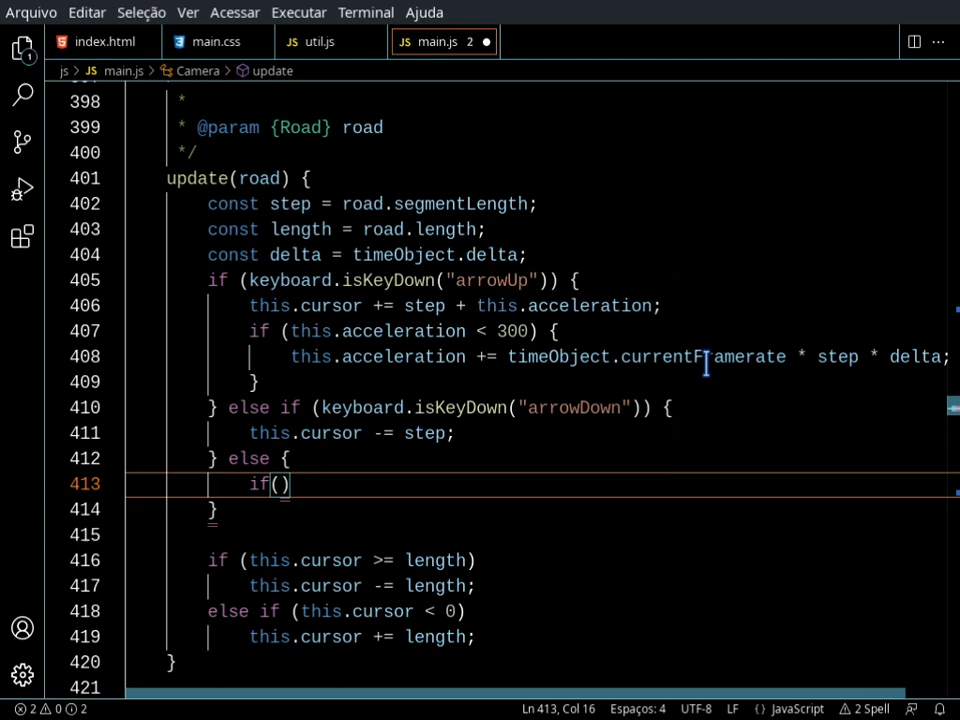 Arquivo Editar Seleção Ver Acessar Executar Terminal Ajuda
index.html main.css JS util.js JS main.js 2
js > JS main.js > Camera > update
398 *
399 * @param {Road} road
400 */
401 update(road) {
402 const step = road.segmentLength;
403 const length = road.length;
404 const delta = timeObject.delta;
405 if (keyboard.isKeyDown("arrowUp")) {
406 this.cursor += step + this.acceleration;
407 if (this.acceleration < 300) {
408 this.acceleration += timeObject.currentFramerate * step * delta;
409 }
410 } else if (keyboard.isKeyDown("arrowDown")) {
411 this.cursor -= step;
412 } else {
413 if()
414 }
415
416 if (this.cursor >= length)
417 this.cursor -= length;
418 else if (this.cursor < 0)
419 this.cursor += length;
420 }
421
2 0 2 Ln 413, Col 16 Espaços: 4 UTF-8 LF {} JavaScript 2 Spell